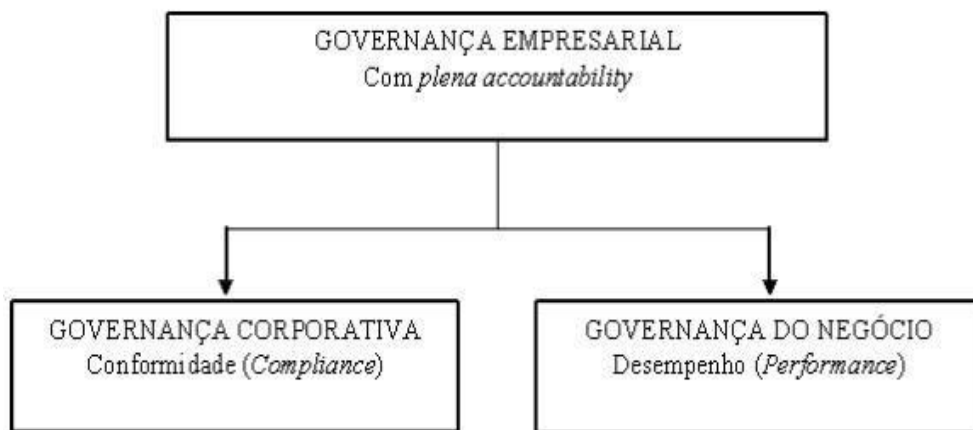 GOVERNANÇA EMPRESARIAL
Com plena accountability
GOVERNANÇA CORPORATIVA
Conformidade (Compliance)
GOVERNANÇA DO NEGÓCIO
Desempenho (Performance)